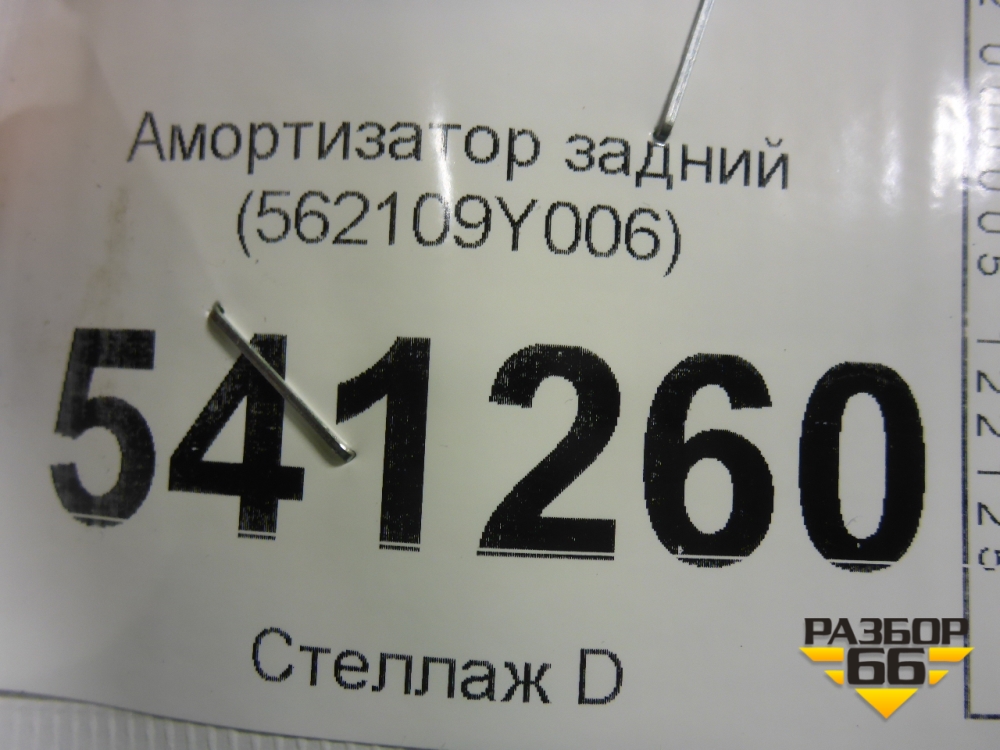 Амортизатор задний
(562109Y006)
541260
Стеллаж D
РАЗБОР
66